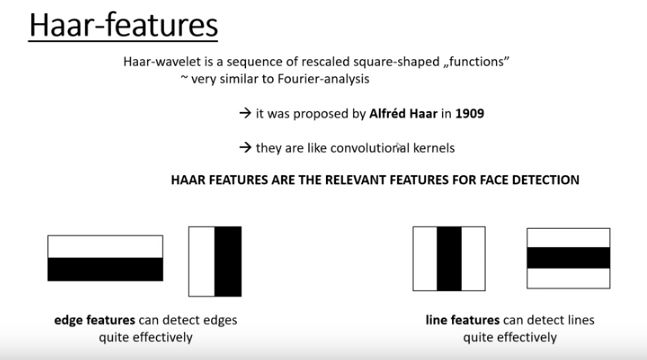 Haar-features
Haar-wavelet is a sequence of rescaled square-shaped „functions”
~ very similar to Fourier-analysis
→ it was proposed by Alfréd Haar in 1909
→ they are like convolutional kernels
HAAR FEATURES ARE THE RELEVANT FEATURES FOR FACE DETECTION
edge features can detect edges
quite effectively
line features can detect lines
quite effectively